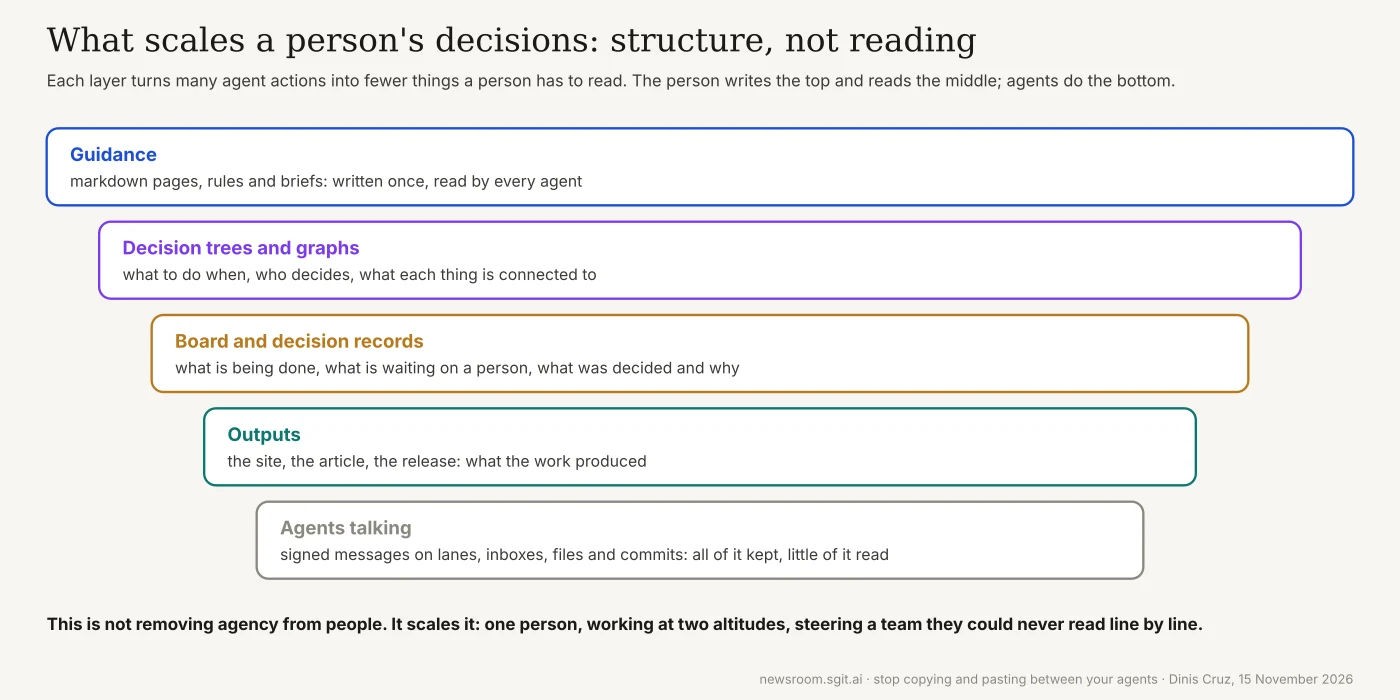 What scales a person's decisions: structure, not reading
Each layer turns many agent actions into fewer things a person has to read. The person writes the top and reads the middle; agents do the bottom.
Guidance
markdown pages, rules and briefs: written once, read by every agent
Decision trees and graphs
what to do when, who decides, what each thing is connected to
Board and decision records
what is being done, what is waiting on a person, what was decided and why
Outputs
the site, the article, the release: what the work produced
Agents talking
signed messages on lanes, inboxes, files and commits: all of it kept, little of it read
This is not removing agency from people. It scales it: one person, working at two altitudes, steering a team they could never read line by line.
newsroom.sgit.ai · stop copying and pasting between your agents · Dinis Cruz, 15 November 2026